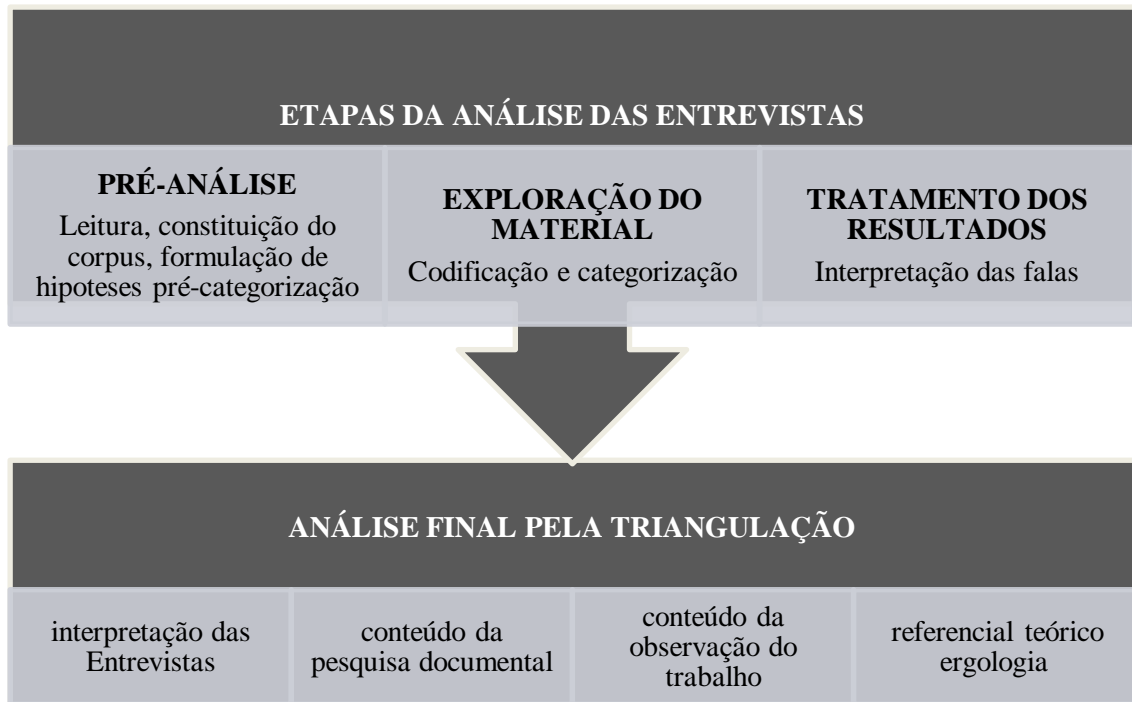 ETAPAS DA ANÁLISE DAS ENTREVISTAS
PRÉ-ANÁLISE
Leitura, constituição do
corpus, formulação de
hipoteses pré-categorização
EXPLORAÇÃO DO
MATERIAL
Codificação e categorização
TRATAMENTO DOS
RESULTADOS
Interpretação das falas
ANÁLISE FINAL PELA TRIANGULAÇÃO
interpretação das
Entrevistas
conteúdo da
pesquisa documental
conteúdo da
observação do
trabalho
referencial teórico
ergologia